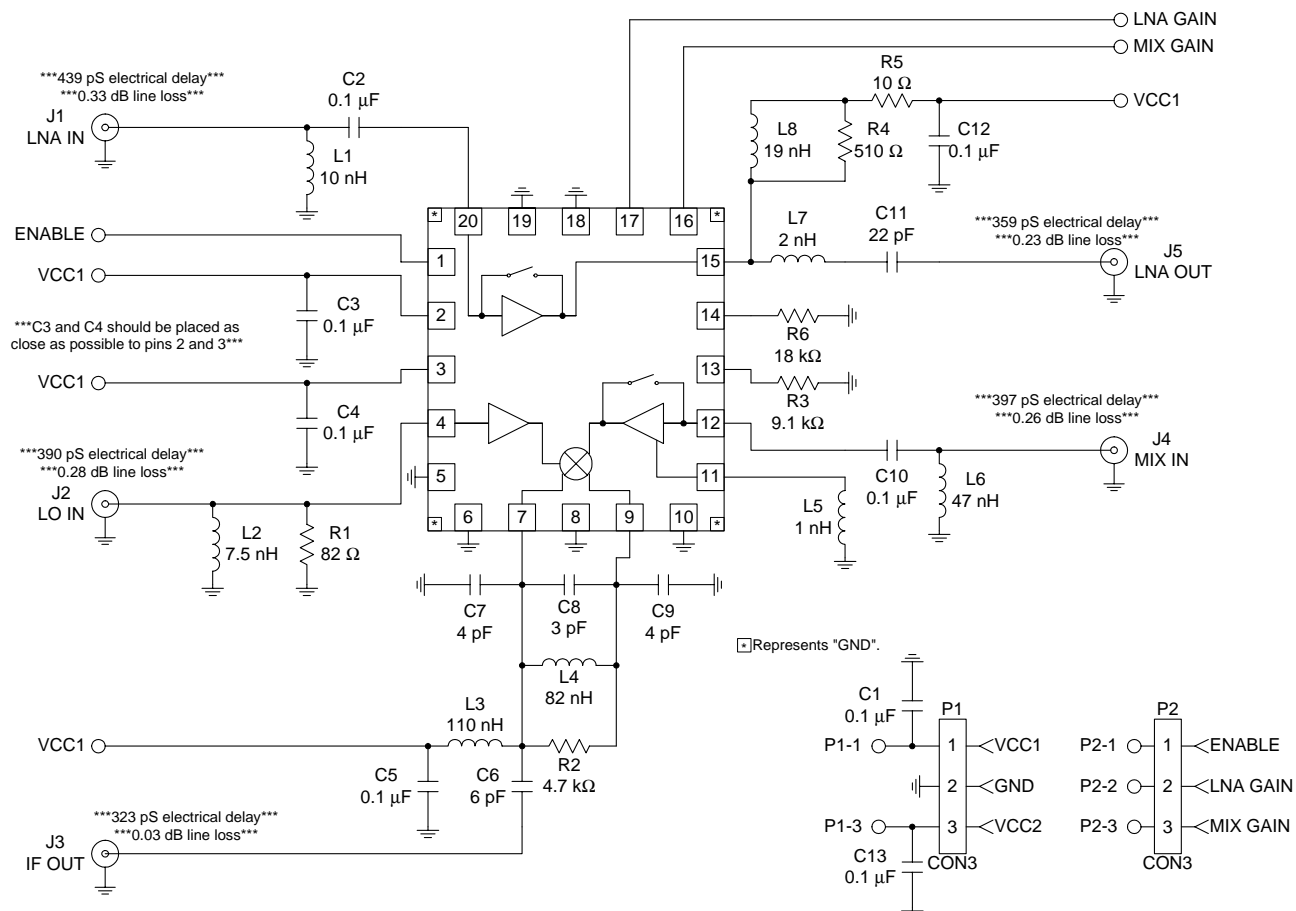 LNA GAIN
MIX GAIN
***439 pS electrical delay***
***0.33 dB line loss***
J1
LNA IN
C2
0.1 µF
L1
10 nH
R5
10 Ω
VCC1
L8
19 nH
R4
510 Ω
C12
0.1 µF
* 20 19 18 17 16 *
ENABLE
1
VCC1
2
C3
0.1 µF
***C3 and C4 should be placed as
close as possible to pins 2 and 3***
VCC1
3
C4
0.1 µF
4
***390 pS electrical delay***
***0.28 dB line loss***
J2
LO IN
5
L2
7.5 nH
R1
82 Ω
15
L7
2 nH
C11
22 pF
***359 pS electrical delay***
***0.23 dB line loss***
J5
LNA OUT
14
R6
18 kΩ
13
R3
9.1 kΩ
12
***397 pS electrical delay***
***0.26 dB line loss***
J4
MIX IN
C10
0.1 µF
L6
47 nH
11
L5
1 nH
* 6 7 8 9 10 *
C7
4 pF
C8
3 pF
C9
4 pF
L4
82 nH
L3
110 nH
VCC1
R2
4.7 kΩ
C5
0.1 µF
C6
6 pF
***323 pS electrical delay***
***0.03 dB line loss***
J3
IF OUT
* Represents "GND".
C1
0.1 µF
P1
P1-1 1 VCC1
2 GND
P1-3 3 VCC2
CON3
C13
0.1 µF
P2
P2-1 1 ENABLE
P2-2 2 LNA GAIN
P2-3 3 MIX GAIN
CON3